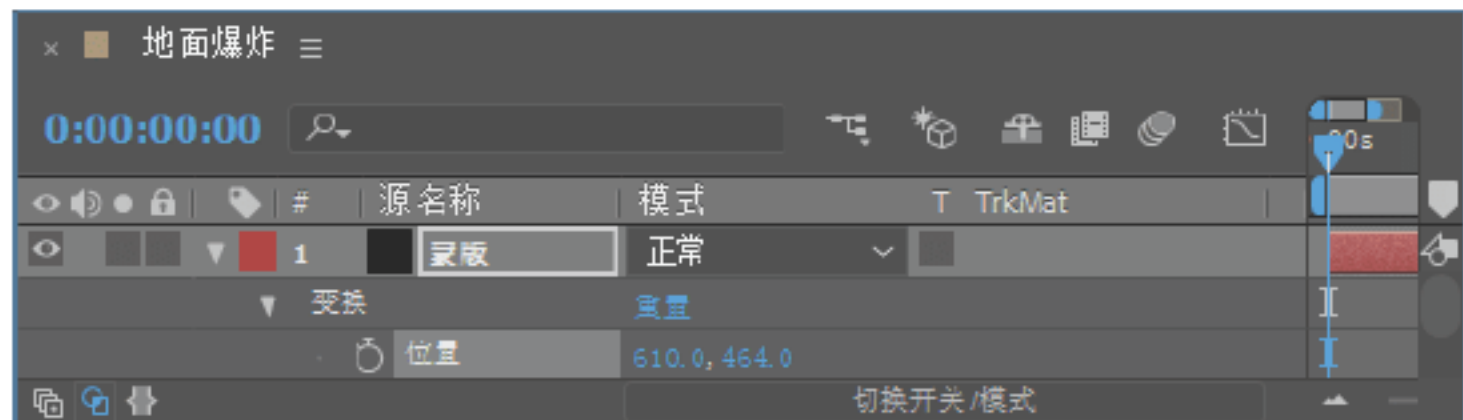 地面爆炸
0:00:00:00
00s
# 源名称 模式 T TrkMat
1 蒙版 正常
变换 重置
位置 610.0, 464.0
切换开关/模式